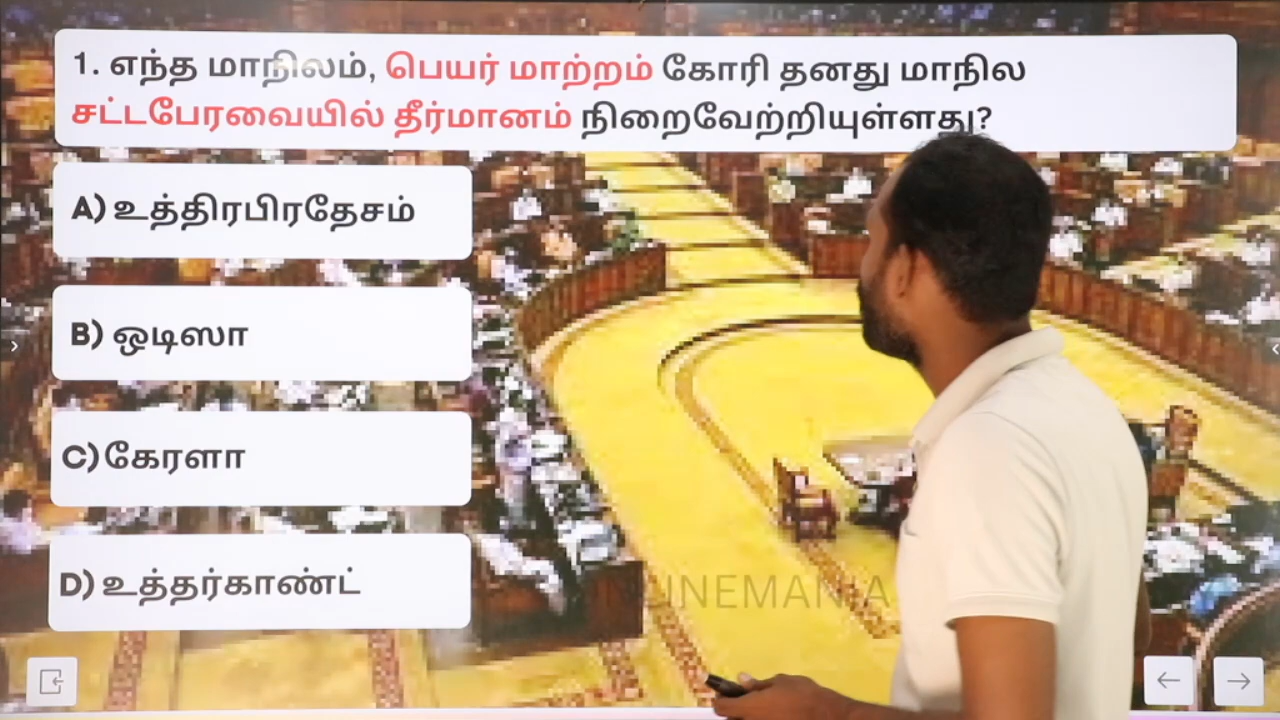 1. எந்த மாநிலம், பெயர் மாற்றம் கோரி தனது மாநில
சட்டபேரவையில் தீர்மானம் நிறைவேற்றியுள்ளது?
A) உத்திரபிரதேசம்
B) ஒடிஸா
C) கேரளா
D) உத்தர்காண்ட்